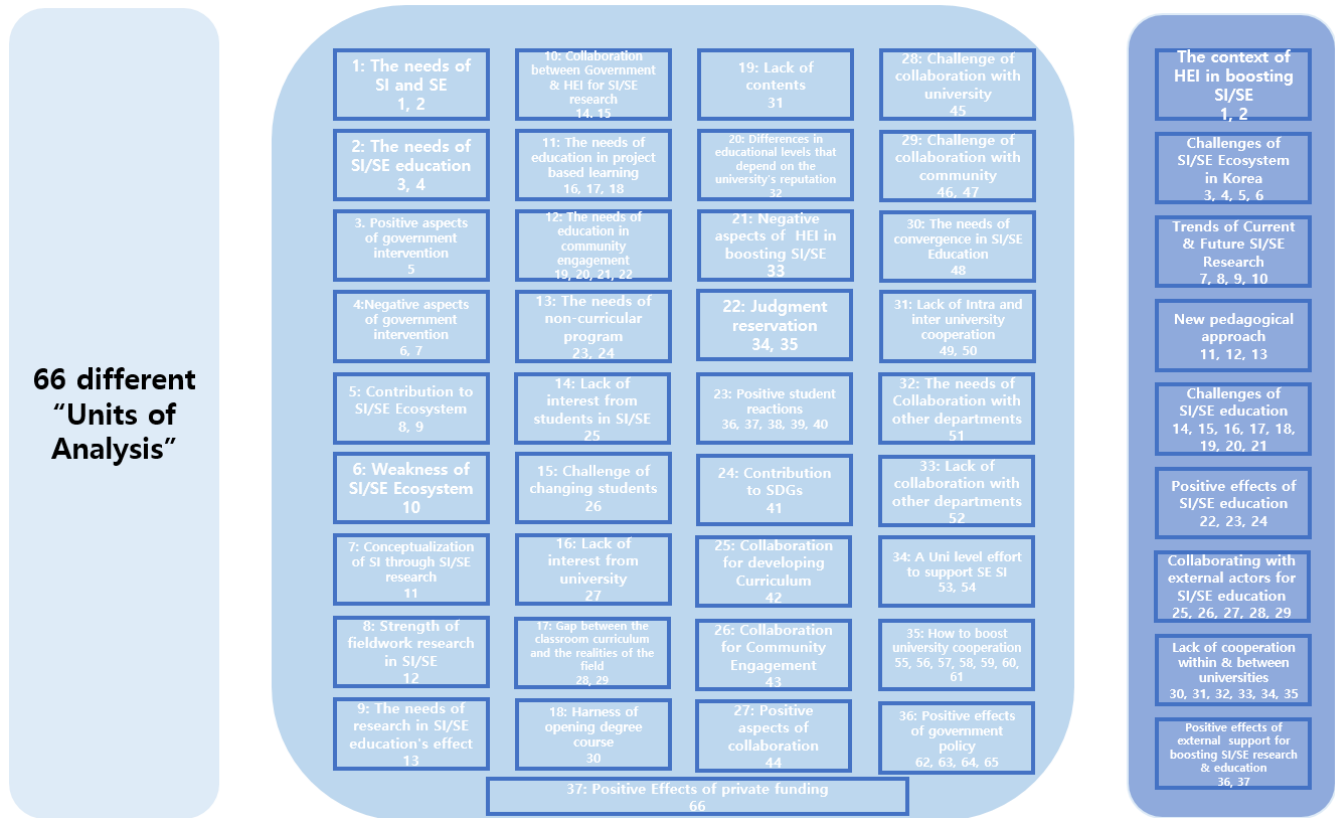 66 different
“Units of
Analysis”
1: The needs of
SI and SE
1, 2
2: The needs of
SI/SE education
3, 4
3. Positive aspects
of government
intervention
5
4:Negative aspects
of government
intervention
6, 7
5: Contribution to
SI/SE Ecosystem
8, 9
6: Weakness of
SI/SE Ecosystem
10
7: Conceptualization
of SI through SI/SE
research
11
8: Strength of
fieldwork research
in SI/SE
12
9: The needs of
research in SI/SE
education's effect
13
10: Collaboration
between Government
& HEI for SI/SE
research
14, 15
11: The needs of
education in project
based learning
16, 17, 18
12: The needs of
education in
community
engagement
19, 20, 21, 22
13: The needs of
non-curricular
program
23, 24
14: Lack of
interest from
students in SI/SE
25
15: Challenge of
changing students
26
16: Lack of
interest from
university
27
17: Gap between the
classroom curriculum
and the realities of the
field
28, 29
18: Harness of
opening degree
course
30
19: Lack of
contents
31
20: Differences in
educational levels that
depend on the
university's reputation
32
21: Negative
aspects of HEI in
boosting SI/SE
33
22: Judgment
reservation
34, 35
23: Positive student
reactions
36, 37, 38, 39, 40
24: Contribution
to SDGs
41
25: Collaboration
for developing
Curriculum
42
26: Collaboration
for Community
Engagement
43
27: Positive
aspects of
collaboration
44
28: Challenge of
collaboration with
university
45
29: Challenge of
collaboration with
community
46, 47
30: The needs of
convergence in SI/SE
Education
48
31: Lack of Intra and
inter university
cooperation
49, 50
32: The needs of
Collaboration with
other departments
51
33: Lack of
collaboration with
other departments
52
34: A Uni level effort
to support SE SI
53, 54
35: How to boost
university cooperation
55, 56, 57, 58, 59, 60,
61
36: Positive effects
of government
policy
62, 63, 64, 65
37: Positive Effects of private funding
66
The context of
HEI in boosting
SI/SE
1, 2
Challenges of
SI/SE Ecosystem
in Korea
3, 4, 5, 6
Trends of Current
& Future SI/SE
Research
7, 8, 9, 10
New pedagogical
approach
11, 12, 13
Challenges of
SI/SE education
14, 15, 16, 17, 18,
19, 20, 21
Positive effects of
SI/SE education
22, 23, 24
Collaborating with
external actors for
SI/SE education
25, 26, 27, 28, 29
Lack of cooperation
within & between
universities
30, 31, 32, 33, 34, 35
Positive effects of
external support for
boosting SI/SE research
& education
36, 37